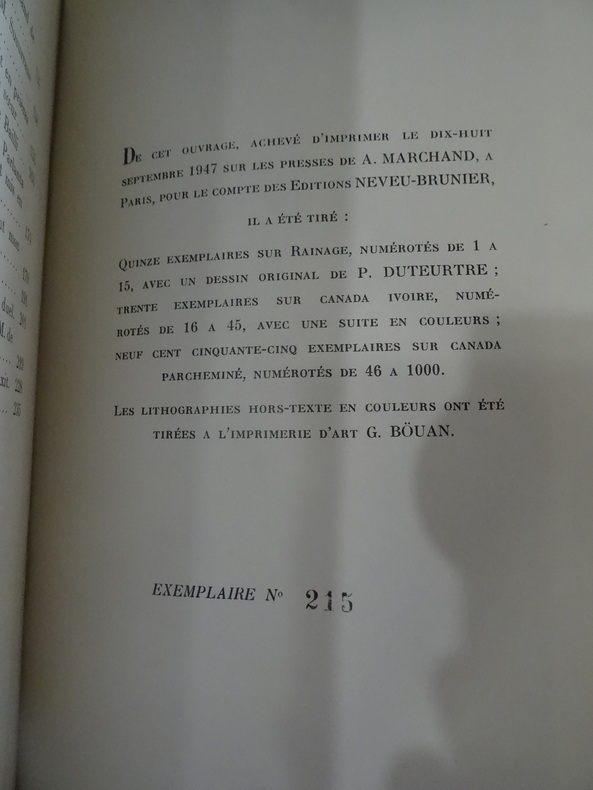 DE CET OUVRAGE, ACHEVÉ D'IMPRIMER LE DIX-HUIT
SEPTEMBRE 1947 SUR LES PRESSES DE A. MARCHAND, A
PARIS, POUR LE COMPTE DES EDITIONS NEVEU-BRUNIER,
IL A ÉTÉ TIRÉ :
QUINZE EXEMPLAIRES SUR RAINAGE, NUMÉROTÉS DE 1 A
15, AVEC UN DESSIN ORIGINAL DE P. DUTEURTRE ;
TRENTE EXEMPLAIRES SUR CANADA IVOIRE, NUMÉ-
ROTÉS DE 16 A 45, AVEC UNE SUITE EN COULEURS ;
NEUF CENT CINQUANTE-CINQ EXEMPLAIRES SUR CANADA
PARCHEMINÉ, NUMÉROTÉS DE 46 A 1000.
LES LITHOGRAPHIES HORS-TEXTE EN COULEURS ONT ÉTÉ
TIRÉES A L'IMPRIMERIE D'ART G. BÖUAN.
EXEMPLAIRE Nº 215